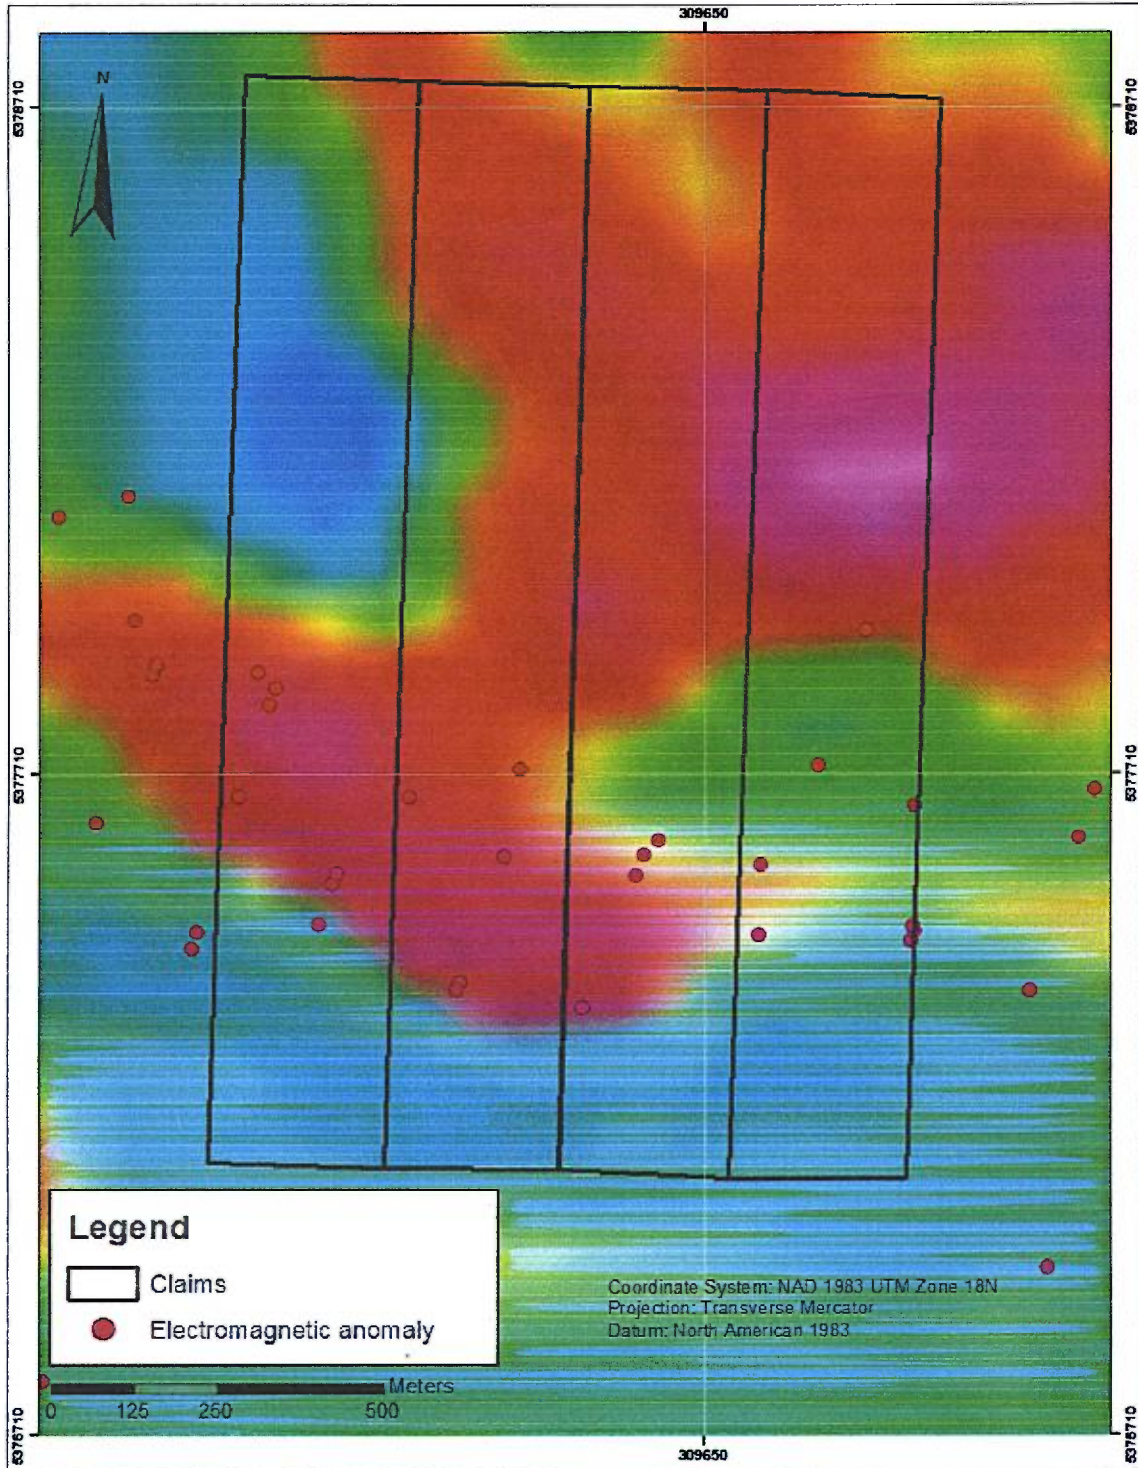 309650
N
5378710
5378710
5377710
5377710
Legend
Claims
Electromagnetic anomaly
Coordinate System: NAD 1983 UTM Zone 18N
Projection: Transverse Mercator
Datum: North American 1983
Meters
0 125 250 500
5376710
5376710
309650